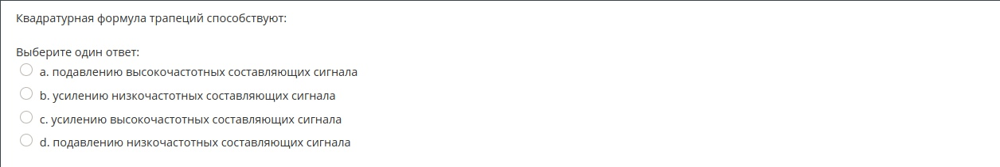 Квадратурная формула трапеций способствуют:
Выберите один ответ:
a. подавлению высокочастотных составляющих сигнала
b. усилению низкочастотных составляющих сигнала
c. усилению высокочастотных составляющих сигнала
d. подавлению низкочастотных составляющих сигнала